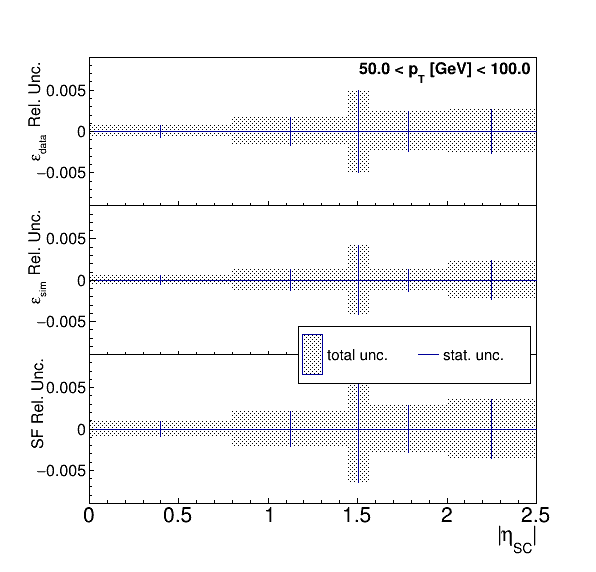 50.0 < p_T [GeV] < 100.0
ε_data Rel. Unc.
0.005
0
−0.005
ε_sim Rel. Unc.
0.005
0
−0.005
total unc. stat. unc.
SF Rel. Unc.
0.005
0
−0.005
0 0.5 1 1.5 2 2.5
|η_SC|